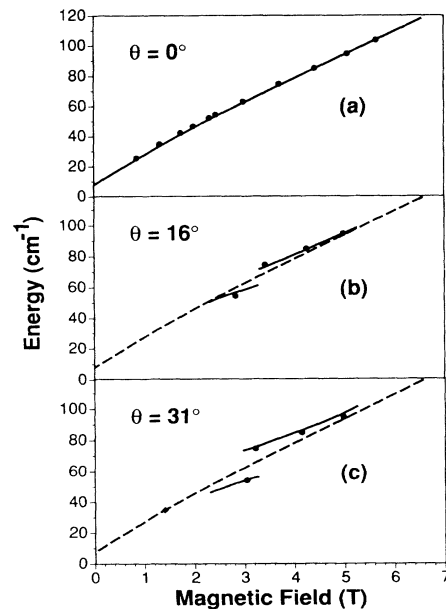 120
100
80
60
40
20
0
θ = 0°
(a)
100
80
60
40
20
0
θ = 16°
(b)
100
80
60
40
20
0
θ = 31°
(c)
Energy (cm-1)
0 1 2 3 4 5 6 7
Magnetic Field (T)